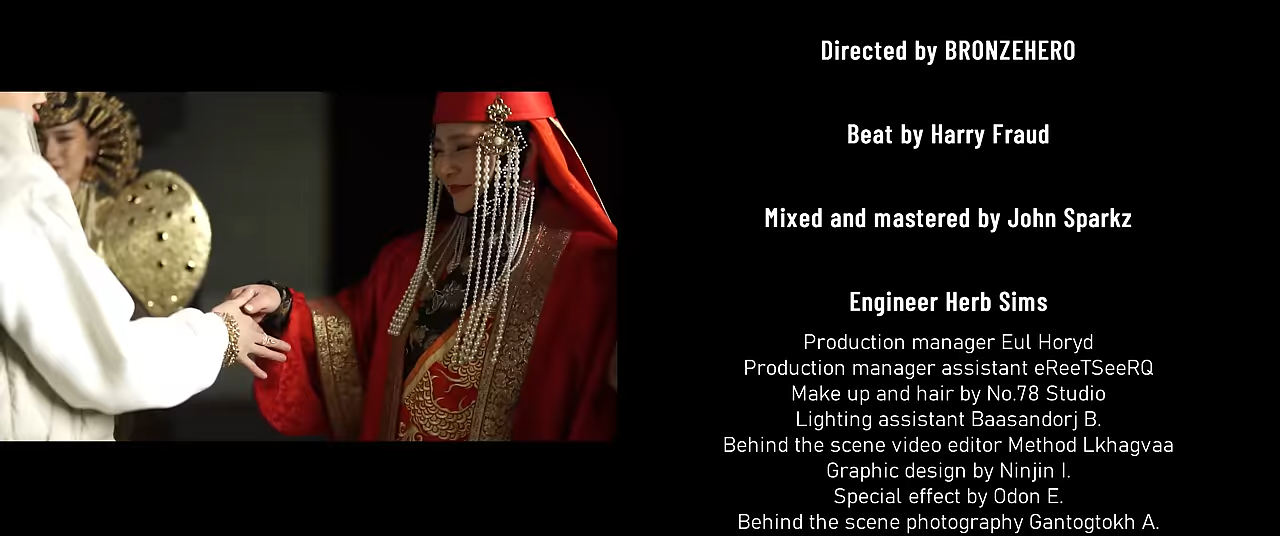 Directed by BRONZEHERO
Beat by Harry Fraud
Mixed and mastered by John Sparkz
Engineer Herb Sims
Production manager Eul Horyd
Production manager assistant eReeTSeeRQ
Make up and hair by No.78 Studio
Lighting assistant Baasandorj B.
Behind the scene video editor Method Lkhagvaa
Graphic design by Ninjin I.
Special effect by Odon E.
Behind the scene photography Gantogtokh A.